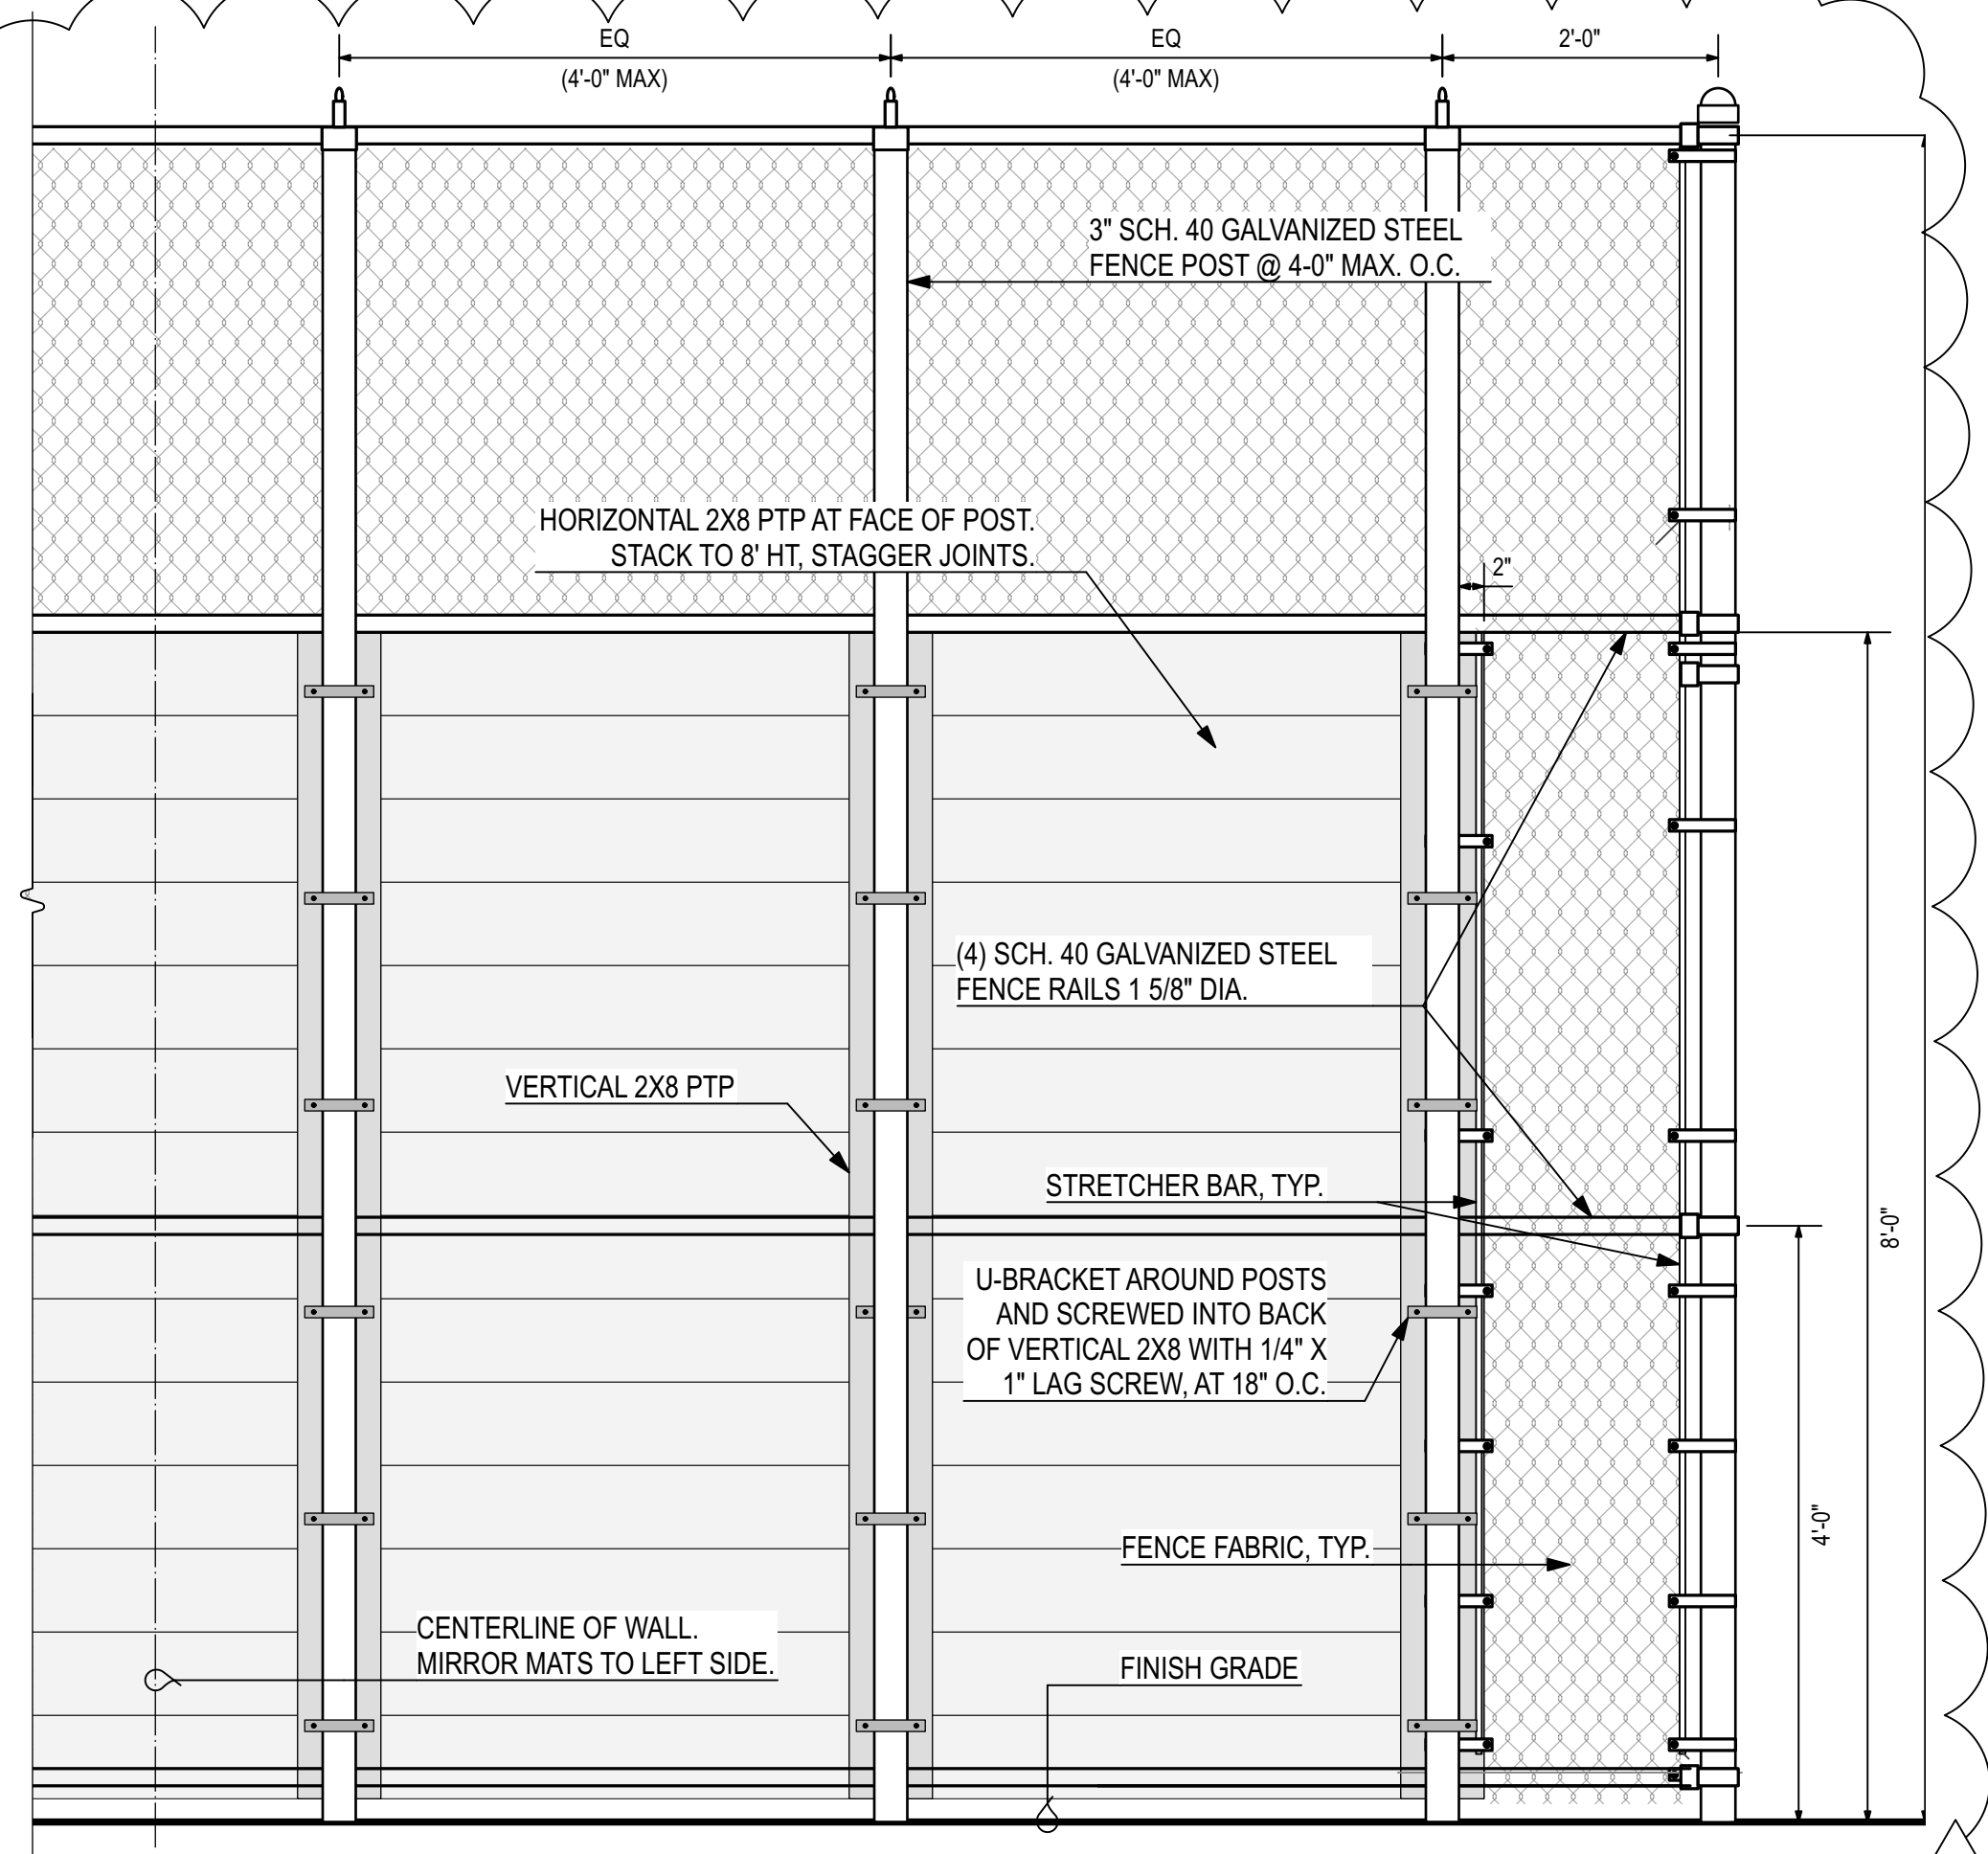 EQ
(4'-0" MAX)
EQ
(4'-0" MAX)
2'-0"
3" SCH. 40 GALVANIZED STEEL
FENCE POST @ 4-0" MAX. O.C.
HORIZONTAL 2X8 PTP AT FACE OF POST.
STACK TO 8' HT, STAGGER JOINTS.
2"
(4) SCH. 40 GALVANIZED STEEL
FENCE RAILS 1 5/8" DIA.
VERTICAL 2X8 PTP
STRETCHER BAR, TYP.
8'-0"
U-BRACKET AROUND POSTS
AND SCREWED INTO BACK
OF VERTICAL 2X8 WITH 1/4" X
1" LAG SCREW, AT 18" O.C.
4'-0"
FENCE FABRIC, TYP.
CENTERLINE OF WALL.
MIRROR MATS TO LEFT SIDE.
FINISH GRADE